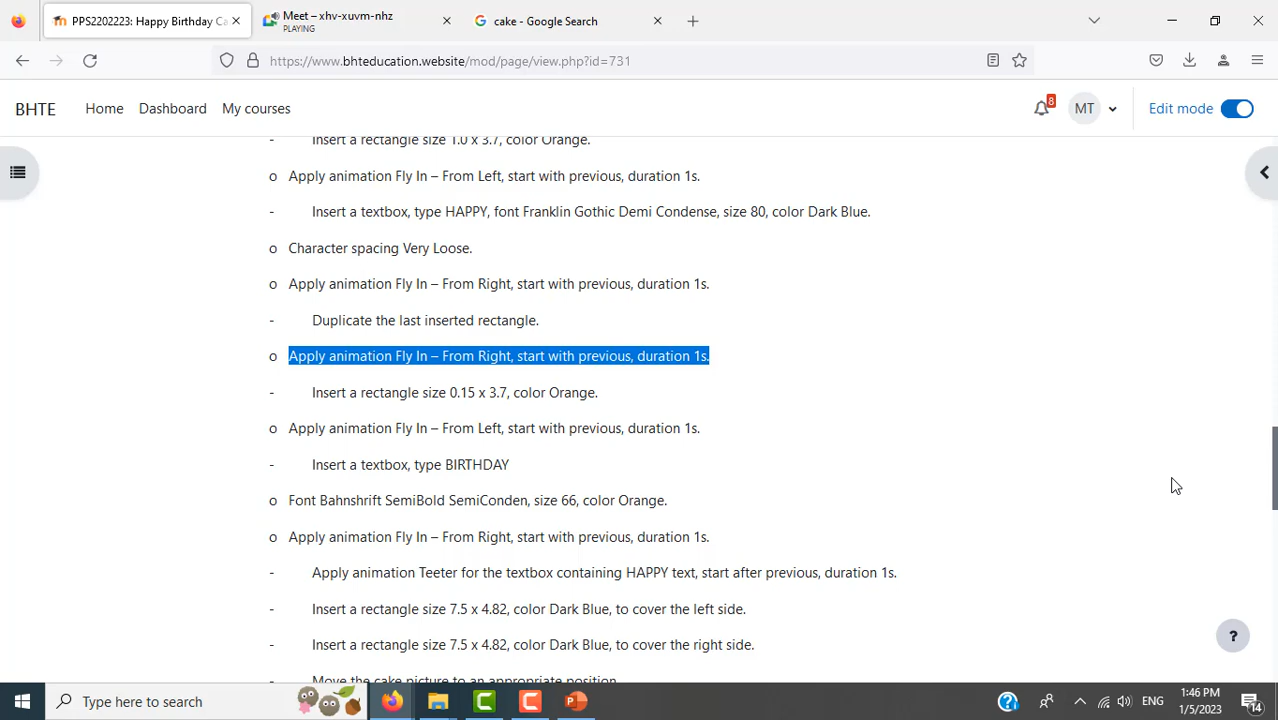 PPS2202223: Happy Birthday Ca
Meet – xhv-xuvm-nhz
PLAYING
cake - Google Search
https://www.bhteducation.website/mod/page/view.php?id=731
BHTE
Home
Dashboard
My courses
8
MT
Edit mode
- Insert a rectangle size 1.0 x 3.7, color Orange.
o Apply animation Fly In – From Left, start with previous, duration 1s.
- Insert a textbox, type HAPPY, font Franklin Gothic Demi Condense, size 80, color Dark Blue.
o Character spacing Very Loose.
o Apply animation Fly In – From Right, start with previous, duration 1s.
- Duplicate the last inserted rectangle.
o Apply animation Fly In – From Right, start with previous, duration 1s.
- Insert a rectangle size 0.15 x 3.7, color Orange.
o Apply animation Fly In – From Left, start with previous, duration 1s.
- Insert a textbox, type BIRTHDAY
o Font Bahnshrift SemiBold SemiConden, size 66, color Orange.
o Apply animation Fly In – From Right, start with previous, duration 1s.
- Apply animation Teeter for the textbox containing HAPPY text, start after previous, duration 1s.
- Insert a rectangle size 7.5 x 4.82, color Dark Blue, to cover the left side.
- Insert a rectangle size 7.5 x 4.82, color Dark Blue, to cover the right side.
- Move the cake picture to an appropriate position.
?
Type here to search
ENG
1:46 PM
1/5/2023
14